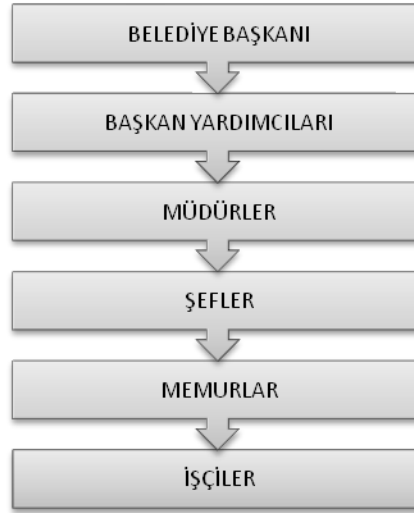 BELEDİYE BAŞKANI
BAŞKAN YARDIMCILARI
MÜDÜRLER
ŞEFLER
MEMURLAR
İŞÇİLER